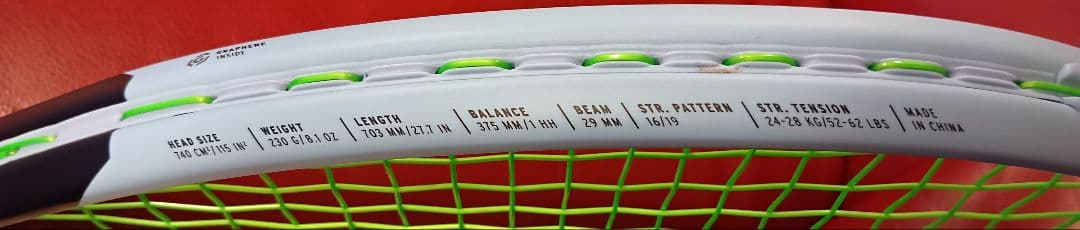 GRAPHENE
INSIDE
HEAD SIZE
740 CM²/115 IN²
WEIGHT
230 G/8.1 OZ
LENGTH
703 MM/27.7 IN
BALANCE
375 MM/1 HH
BEAM
29 MM
STR. PATTERN
16/19
STR. TENSION
24-28 KG/52-62 LBS
MADE
IN CHINA